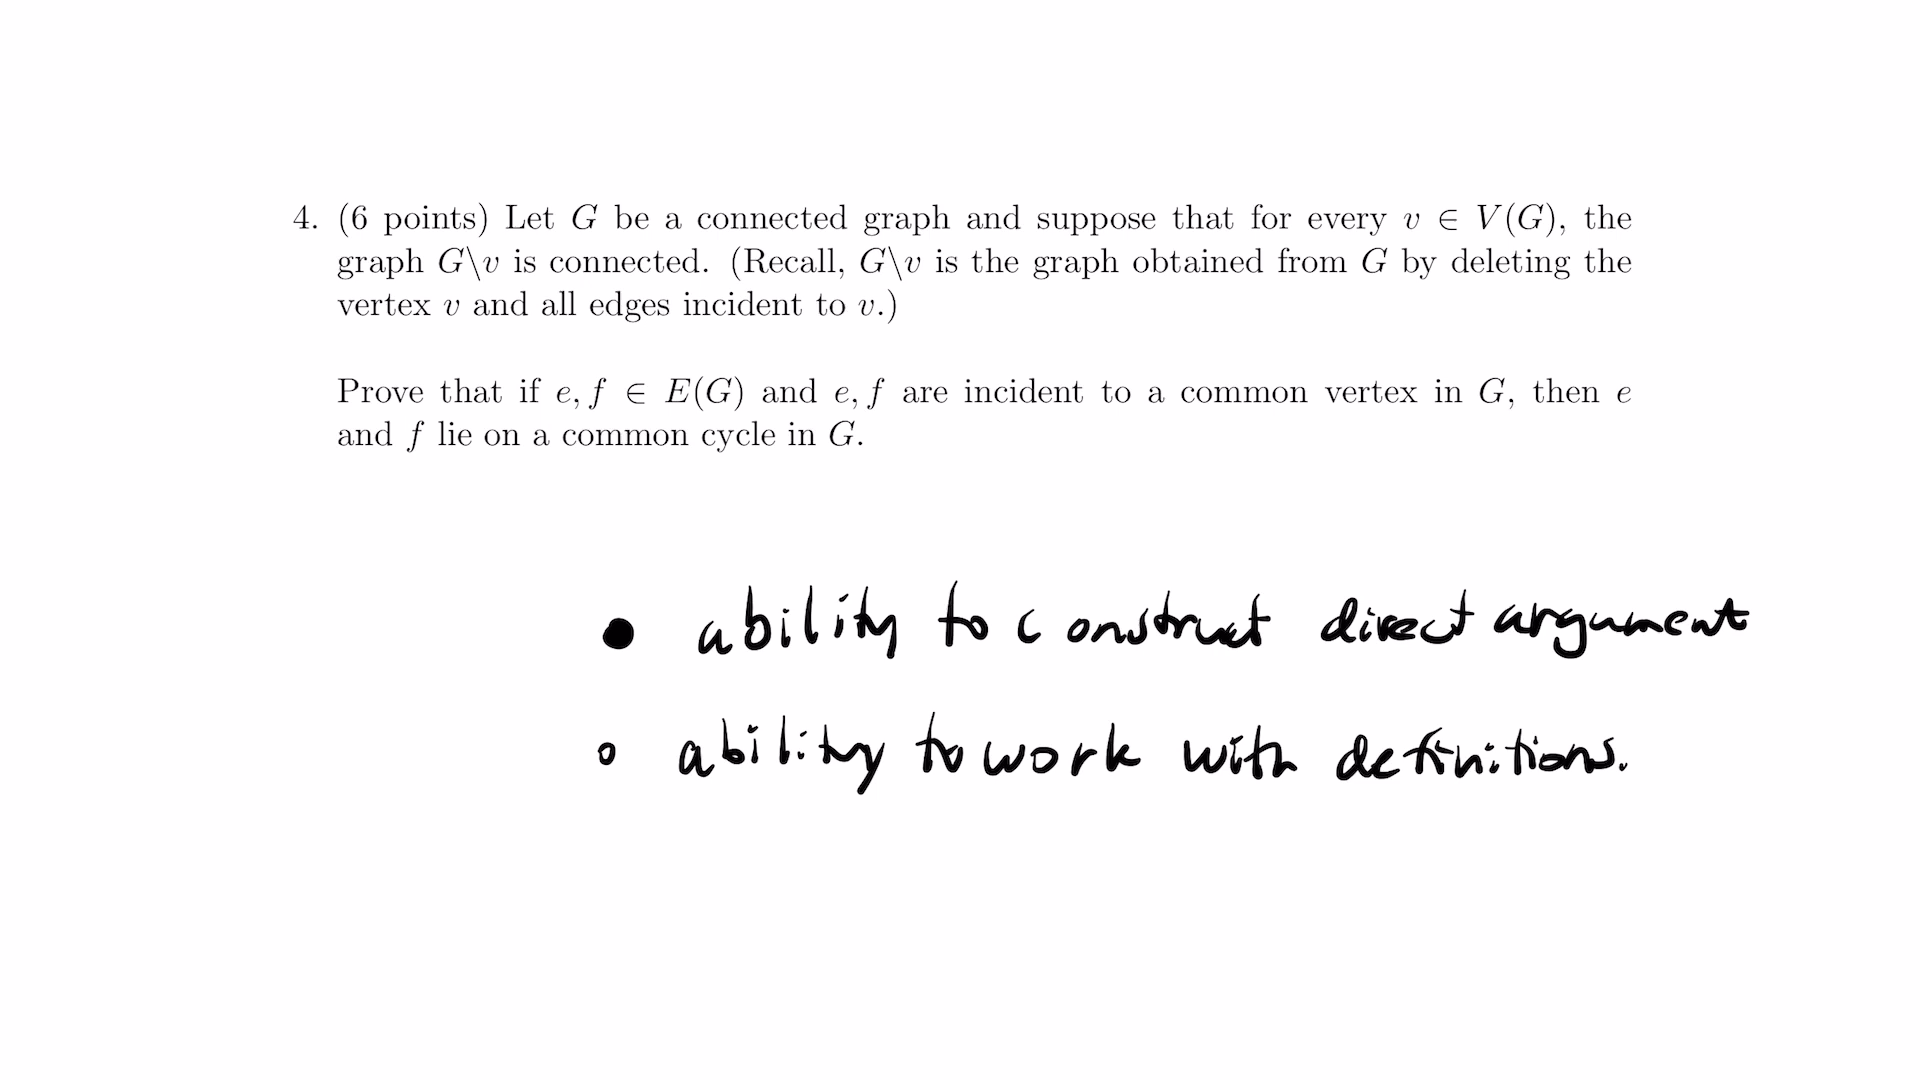 4. (6 points) Let G be a connected graph and suppose that for every v ∈ V(G), the
graph G\v is connected. (Recall, G\v is the graph obtained from G by deleting the
vertex v and all edges incident to v.)
Prove that if e, f ∈ E(G) and e, f are incident to a common vertex in G, then e
and f lie on a common cycle in G.
• ability to construct direct argument
∘ ability to work with definitions.